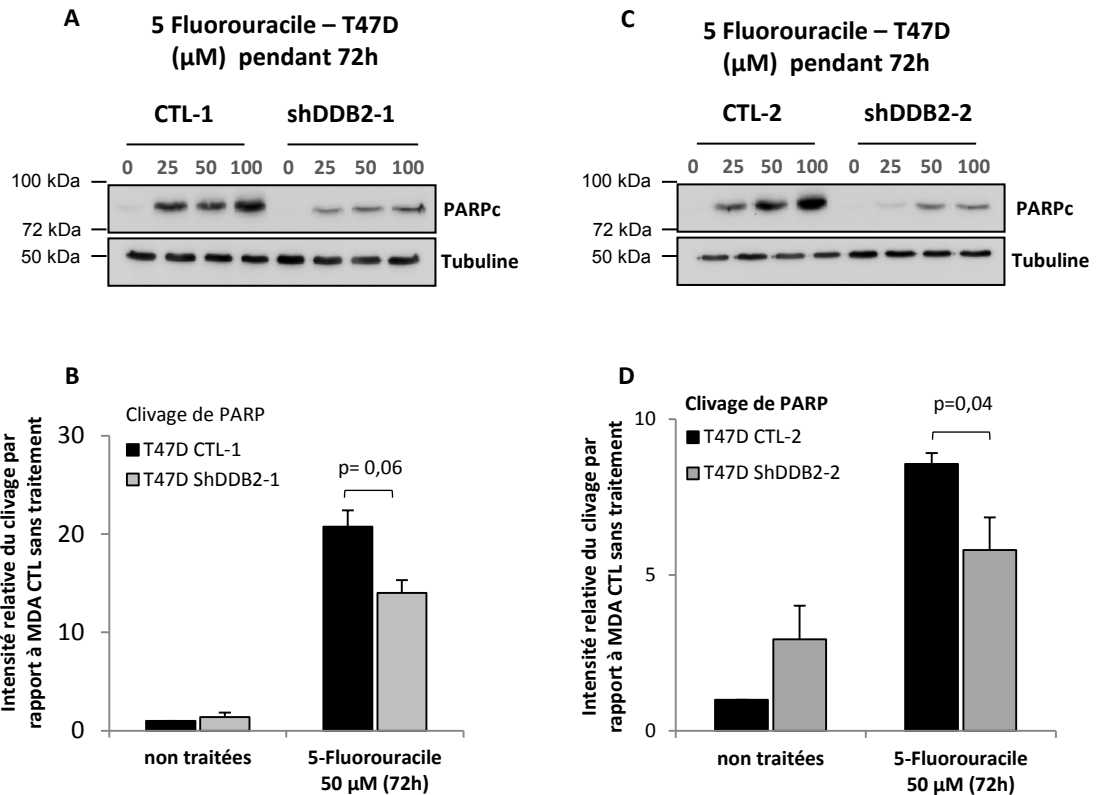 A
5 Fluorouracile – T47D
(µM) pendant 72h
CTL-1 shDDB2-1
0 25 50 100 0 25 50 100
100 kDa
PARPc
72 kDa
50 kDa
Tubuline
C
5 Fluorouracile – T47D
(µM) pendant 72h
CTL-2 shDDB2-2
0 25 50 100 0 25 50 100
100 kDa
PARPc
72 kDa
50 kDa
Tubuline
B
Clivage de PARP
T47D CTL-1
T47D ShDDB2-1
p= 0,06
Intensité relative du clivage par
rapport à MDA CTL sans traitement
30
20
10
0
non traitées 5-Fluorouracile
50 µM (72h)
D
Clivage de PARP
T47D CTL-2
T47D ShDDB2-2
p=0,04
Intensité relative du clivage par
rapport à MDA CTL sans traitement
10
5
0
non traitées 5-Fluorouracile
50 µM (72h)